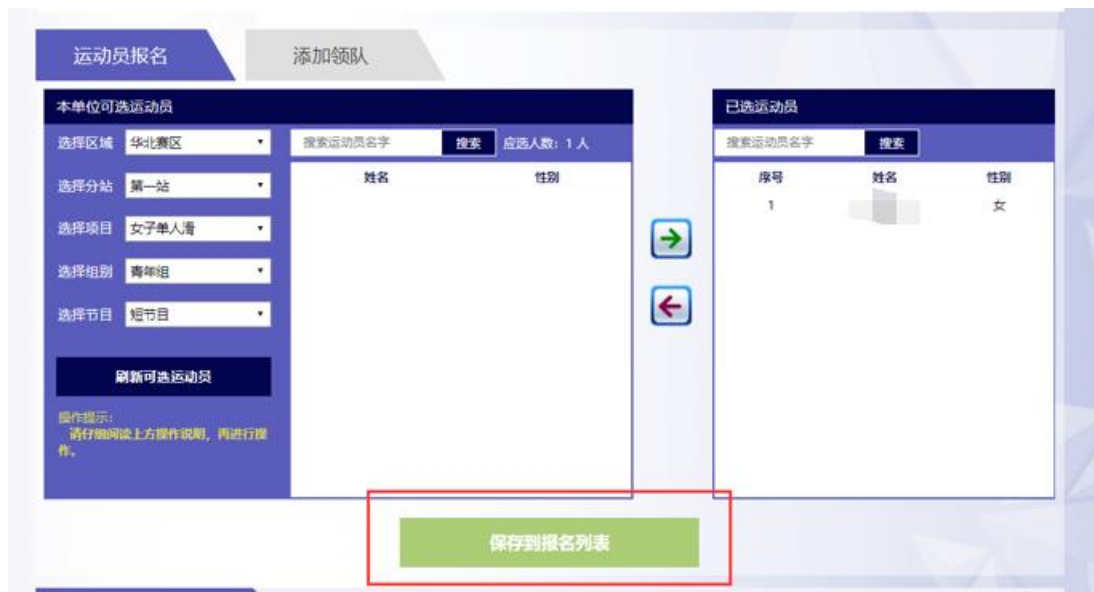 运动员报名
添加领队
本单位可选运动员
选择区域 华北赛区
搜索运动员名字 搜索 应选人数：1 人
选择分站 第一站
选择项目 女子单人滑
选择组别 青年组
选择节目 短节目
刷新可选运动员
操作提示：
请仔细阅读上方操作说明，再进行操
作。
姓名 性别
已选运动员
搜索运动员名字 搜索
序号 姓名 性别
1 女
保存到报名列表